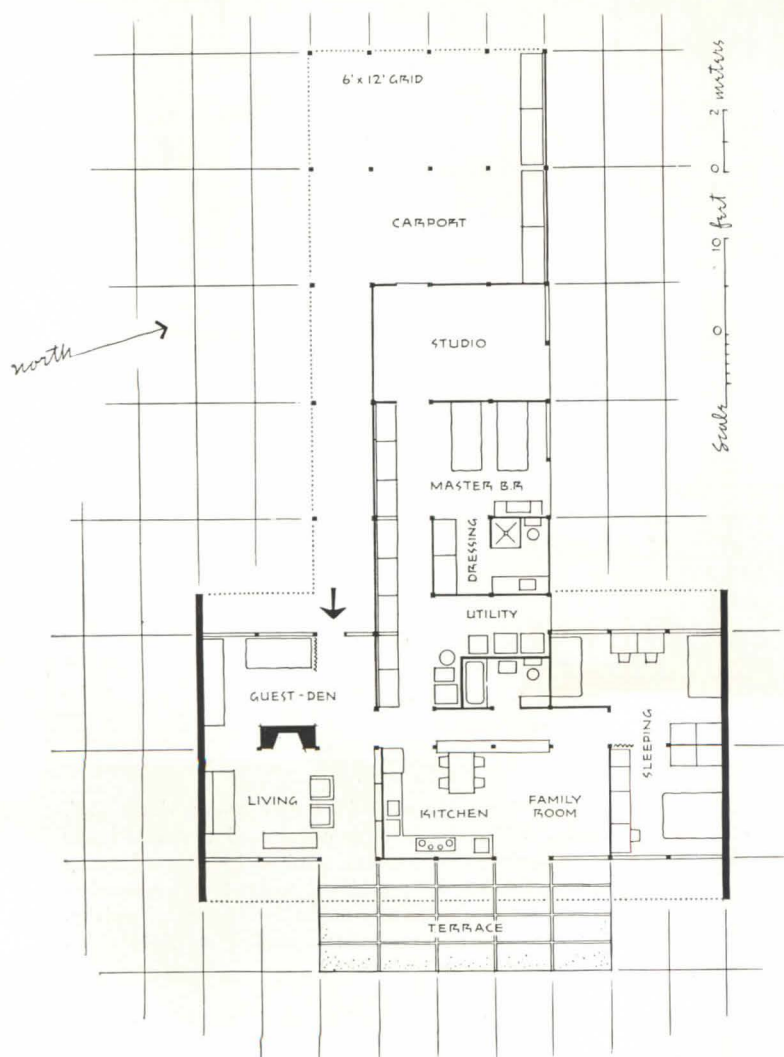 6' x 12' GRID
CARPORT
STUDIO
north
Scale 0 10 feet 0 2 meters
MASTER B.R
DRESSING
UTILITY
GUEST-DEN
SLEEPING
LIVING
KITCHEN
FAMILY
ROOM
TERRACE